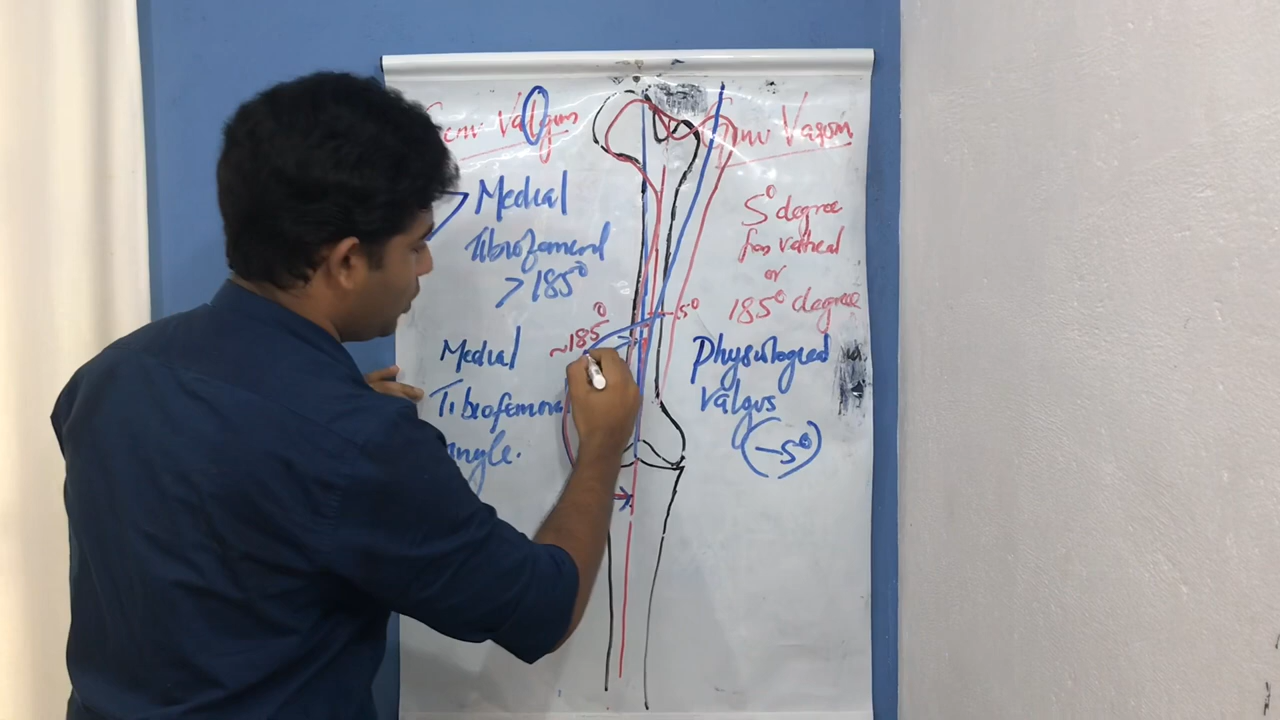 Genu Valgum
Medial
Tibiofemoral
>185°
~185°
Medial
Tibiofemoral
angle.
5°
Genu Varum
5° degree
from vertical
or
185° degree
Physiological
Valgus
(~5°)